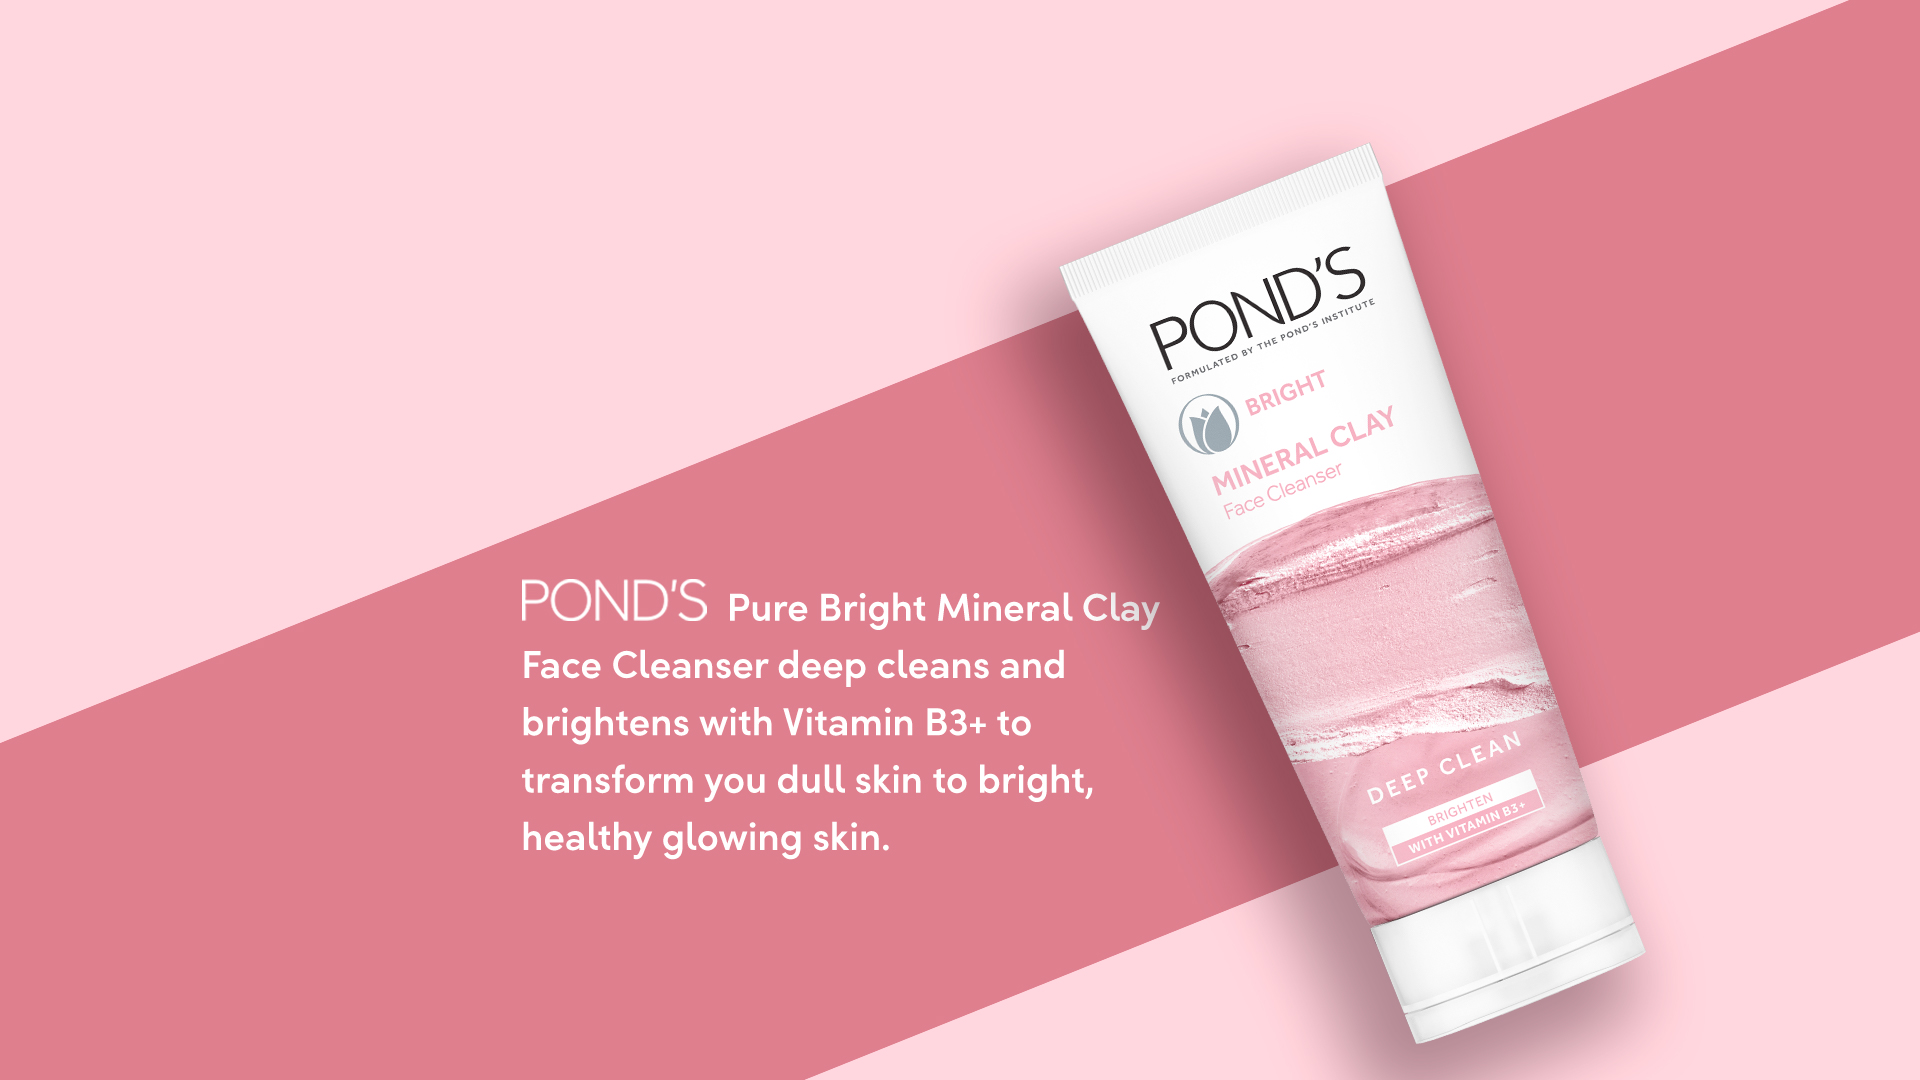 POND'S Pure Bright Mineral Clay
Face Cleanser deep cleans and
brightens with Vitamin B3+ to
transform you dull skin to bright,
healthy glowing skin.
POND'S
FORMULATED BY THE POND'S INSTITUTE
BRIGHT
MINERAL CLAY
Face Cleanser
DEEP CLEAN
BRIGHTEN
WITH VITAMIN B3+